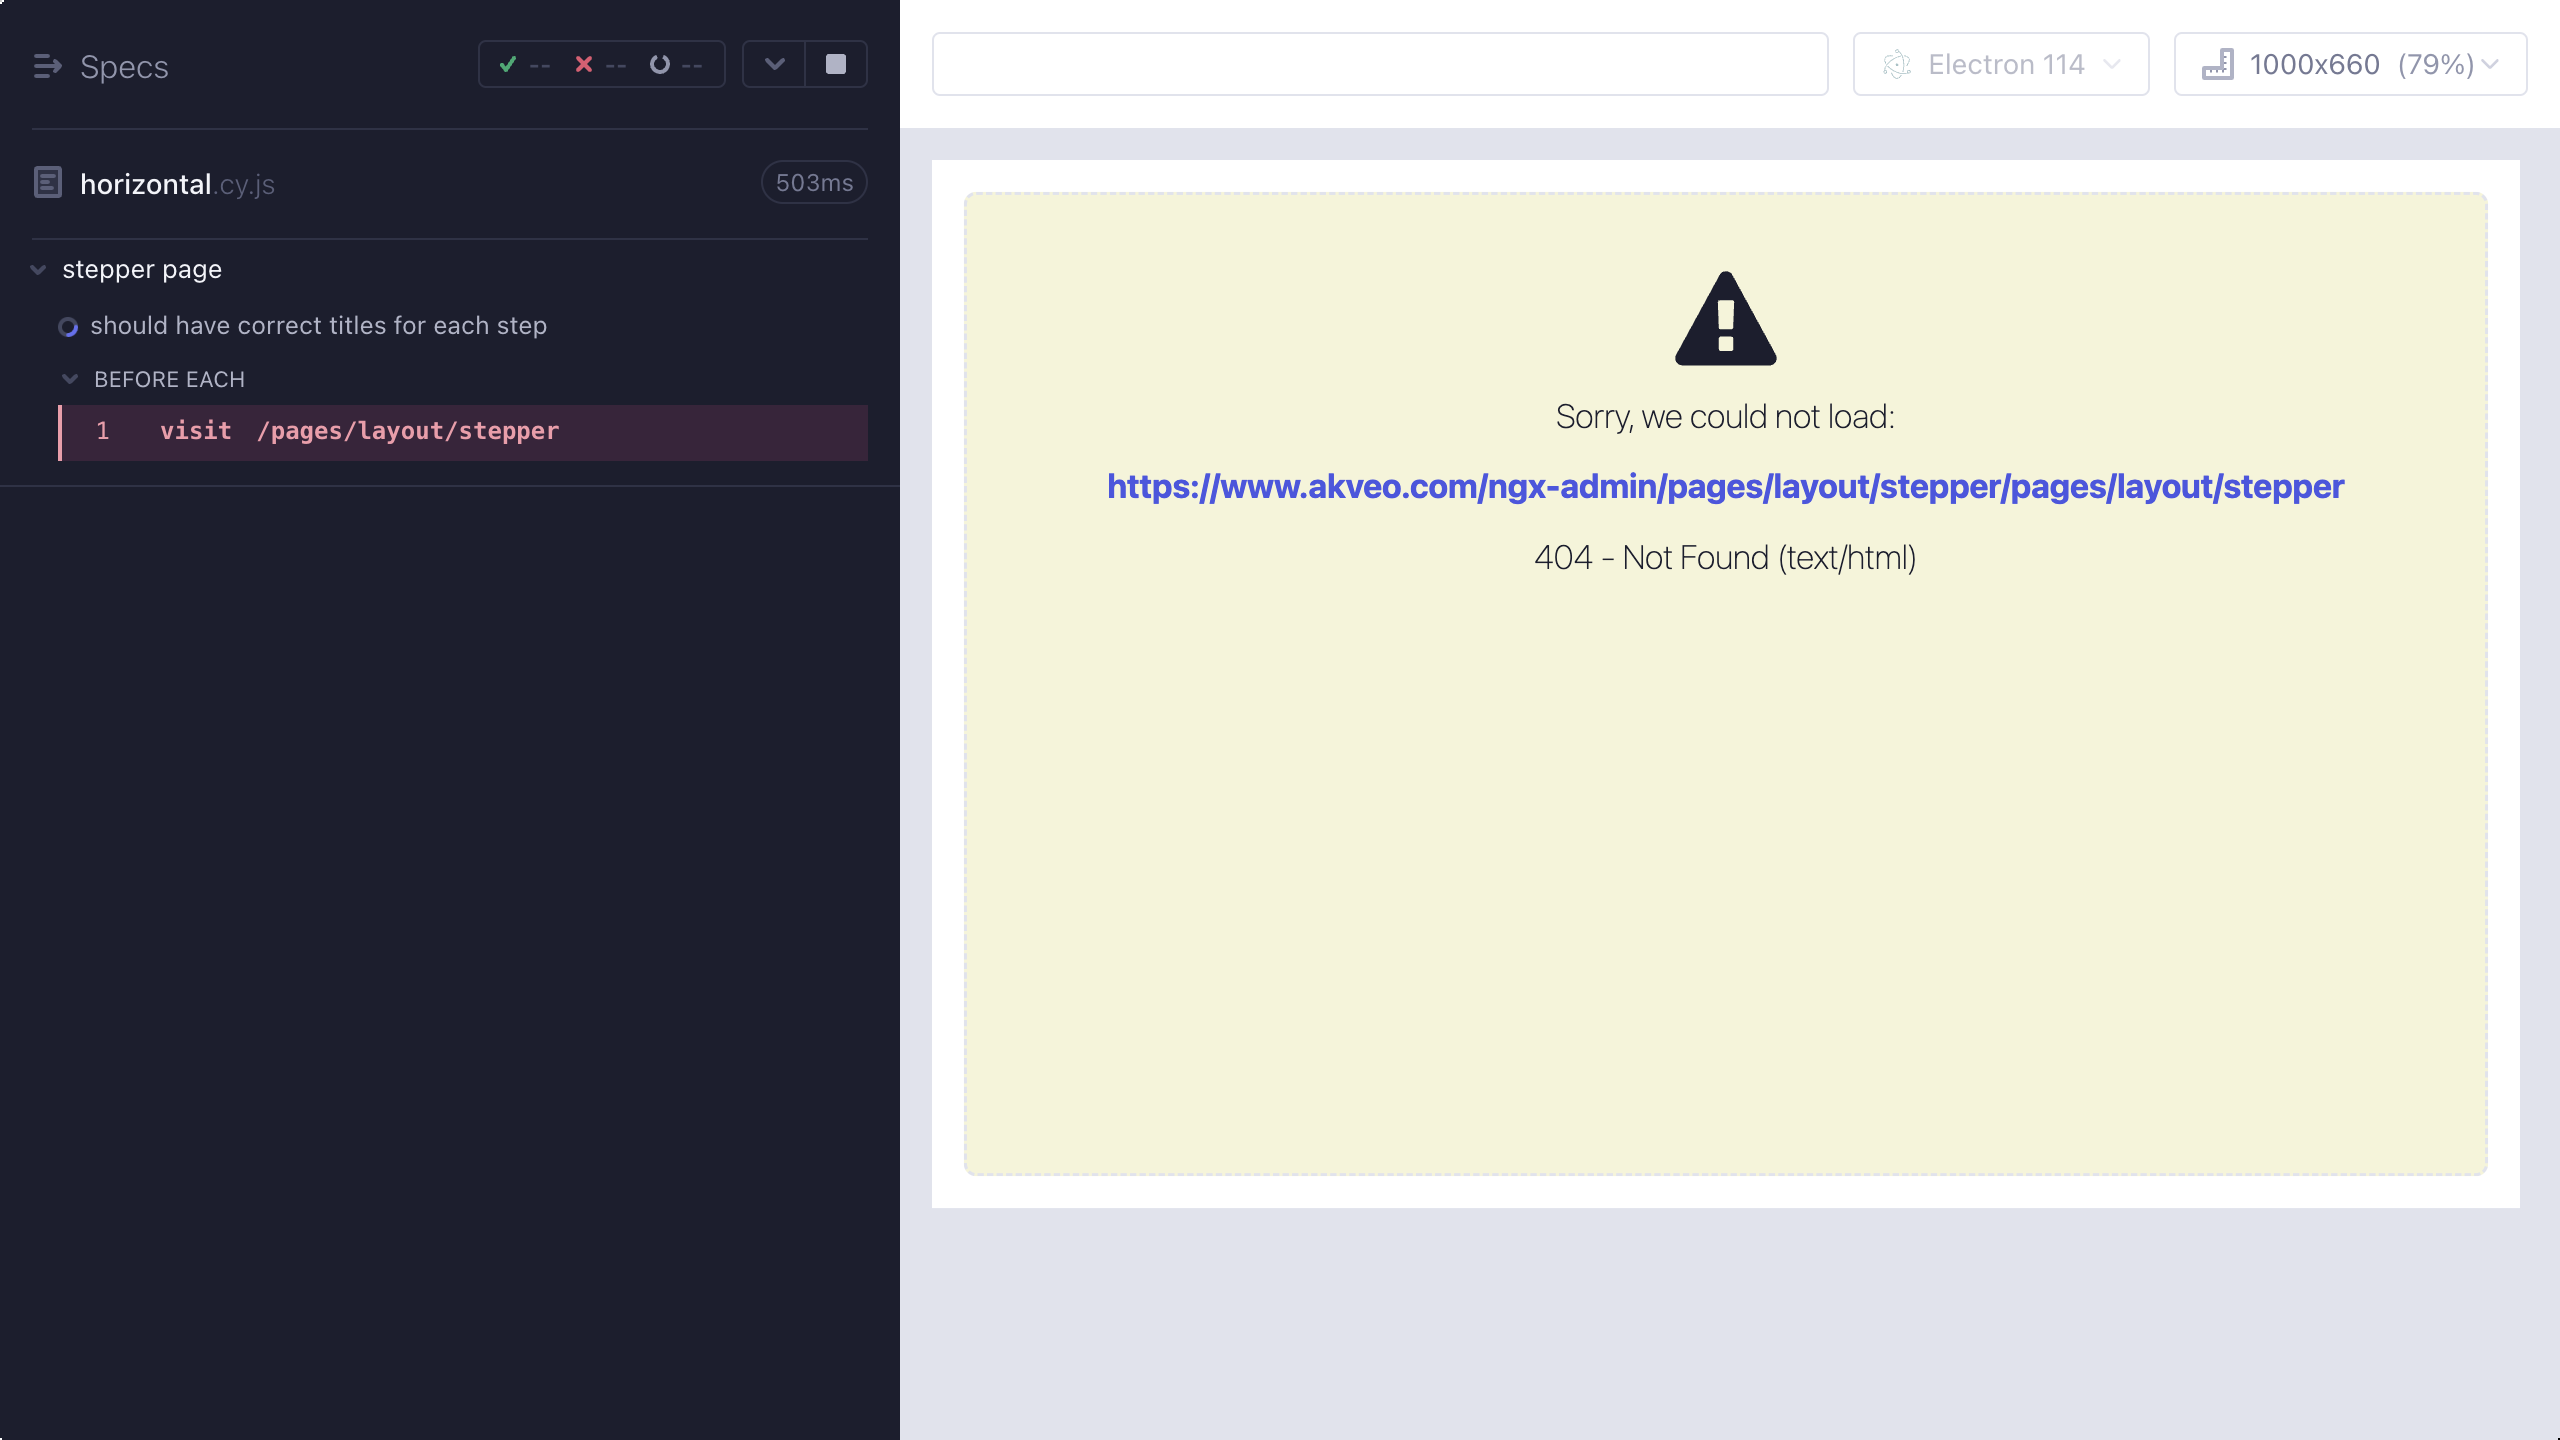 Specs
-- -- --
Electron 114
1000x660 (79%)
horizontal.cy.js
503ms
stepper page
should have correct titles for each step
BEFORE EACH
1 visit /pages/layout/stepper
Sorry, we could not load:
https://www.akveo.com/ngx-admin/pages/layout/stepper/pages/layout/stepper
404 - Not Found (text/html)